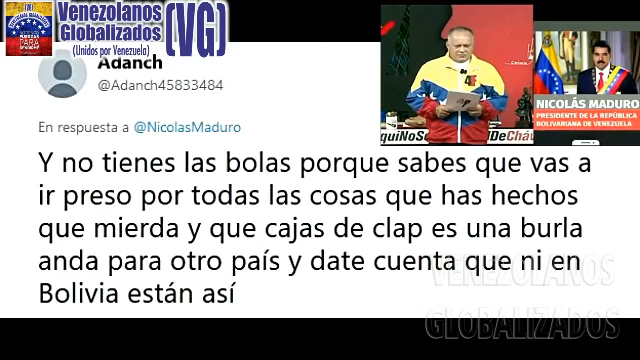 Venezolanos
Globalizados
(VG)
(Unidos por Venezuela)
Adanch
@Adanch45833484
En respuesta a @NicolasMaduro
Y no tienes las bolas porque sabes que vas a
ir preso por todas las cosas que has hechos
que mierda y que cajas de clap es una burla
anda para otro país y date cuenta que ni en
Bolivia están así
NICOLÁS MADURO
PRESIDENTE DE LA REPÚBLICA
BOLIVARIANA DE VENEZUELA
VENEZOLANOS
GLOBALIZADOS